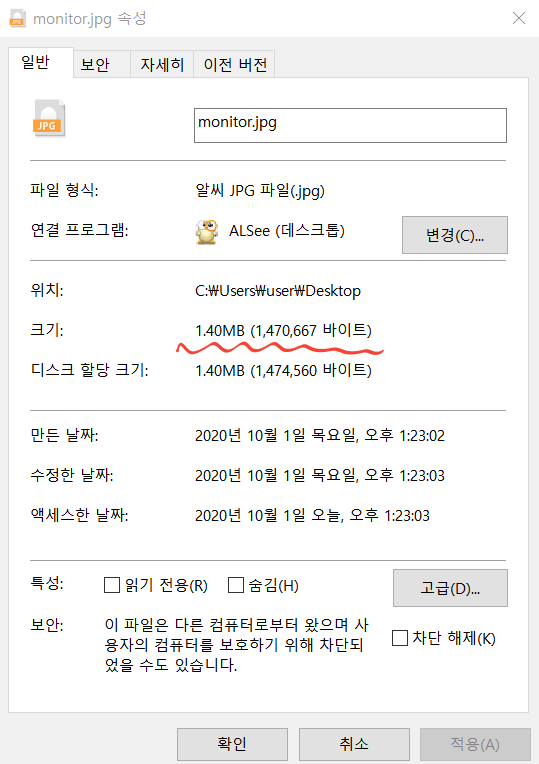 monitor.jpg 속성
일반 보안 자세히 이전 버전
JPG
monitor.jpg
파일 형식: 알씨 JPG 파일(.jpg)
연결 프로그램: ALSee (데스크톱) 변경(C)...
위치: C:₩Users₩user₩Desktop
크기: 1.40MB (1,470,667 바이트)
디스크 할당 크기: 1.40MB (1,474,560 바이트)
만든 날짜: 2020년 10월 1일 목요일, 오후 1:23:02
수정한 날짜: 2020년 10월 1일 목요일, 오후 1:23:03
액세스한 날짜: 2020년 10월 1일 오늘, 오후 1:23:03
특성: 읽기 전용(R) 숨김(H) 고급(D)...
보안: 이 파일은 다른 컴퓨터로부터 왔으며 사
용자의 컴퓨터를 보호하기 위해 차단되 차단 해제(K)
었을 수도 있습니다.
확인 취소 적용(A)